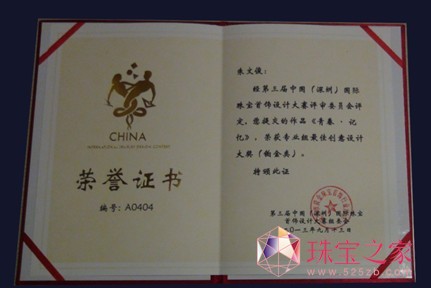 CHINA
荣誉证书
编号:A0404
朱文俊:
经第三届中国「深圳」国际
珠宝首饰设计大赛评审委员会评
定,您提交的作品《青春·记
忆》,荣获专业组最佳创意设计
大奖「铂金类」。
特颁此证
第三届中国「深圳」国际珠宝
首饰设计大赛组委会
二〇一三年九月十三日
珠宝之家
www.525zb.com